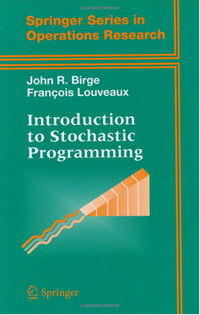 Springer Series in
Operations Research
John R. Birge
François Louveaux
Introduction
to Stochastic
Programming
Springer